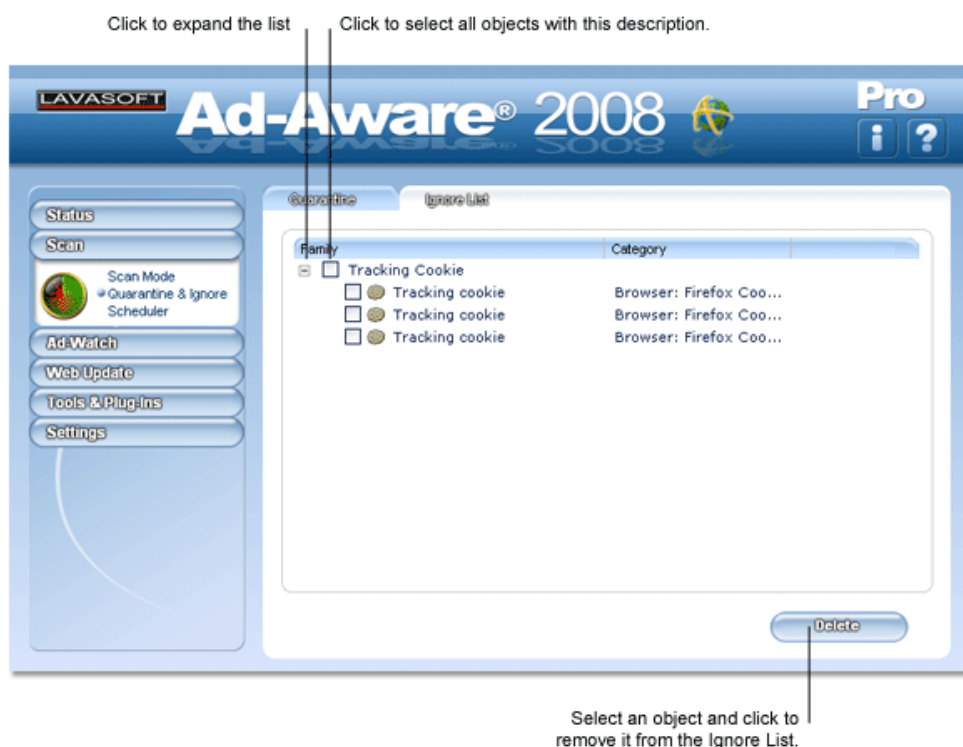 Click to expand the list
Click to select all objects with this description.
LAVASOFT
Ad-Aware® 2008
Pro
i ?
Quarantine
Ignore List
Status
Scan
Scan Mode
Quarantine & Ignore
Scheduler
Ad-Watch
Web Update
Tools & Plug-Ins
Settings
Family Category
Tracking Cookie
Tracking cookie Browser: Firefox Coo...
Tracking cookie Browser: Firefox Coo...
Tracking cookie Browser: Firefox Coo...
Delete
Select an object and click to
remove it from the Ignore List.